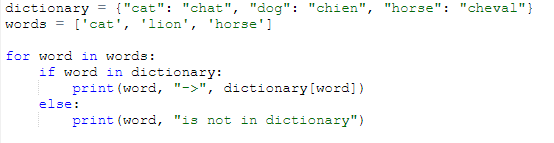 dictionary = {"cat": "chat", "dog": "chien", "horse": "cheval"}
words = ['cat', 'lion', 'horse']

for word in words:
    if word in dictionary:
        print(word, "->", dictionary[word])
    else:
        print(word, "is not in dictionary")